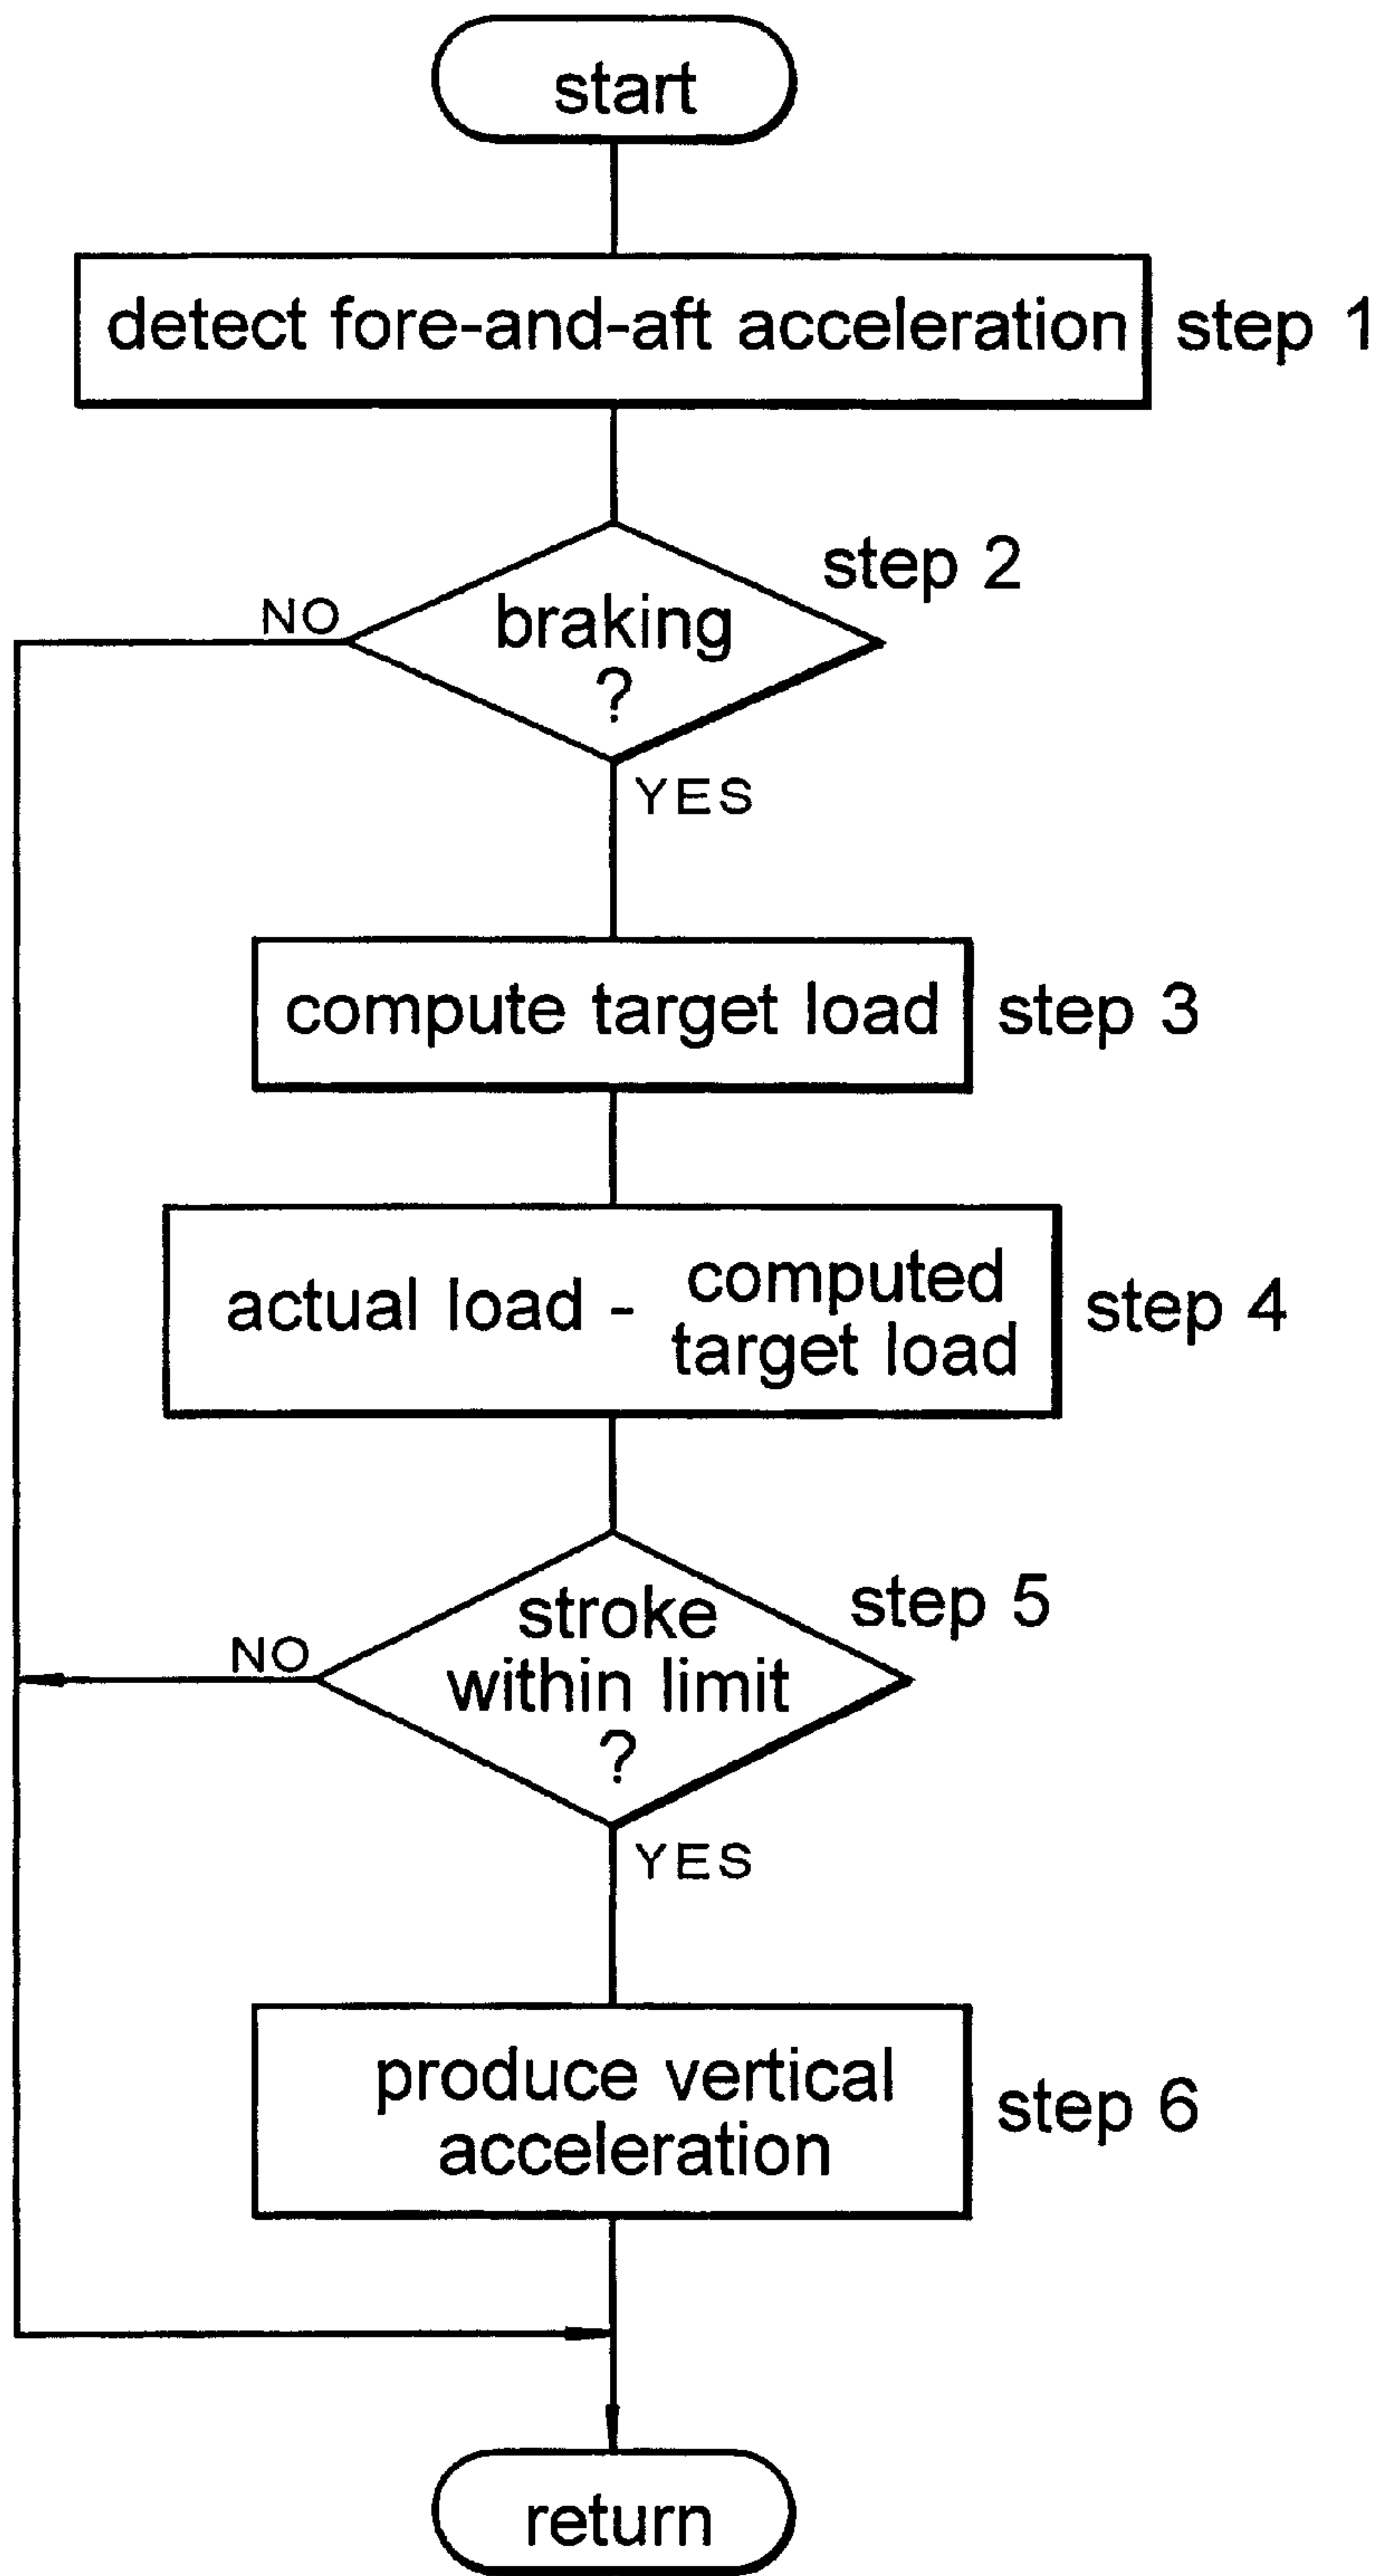 start
detect fore-and-aft acceleration
step 1
step 2
NO
braking
?
YES
compute target load
step 3
actual load -
computed
target load
step 4
step 5
NO
stroke
within limit
?
YES
produce vertical
acceleration
step 6
return